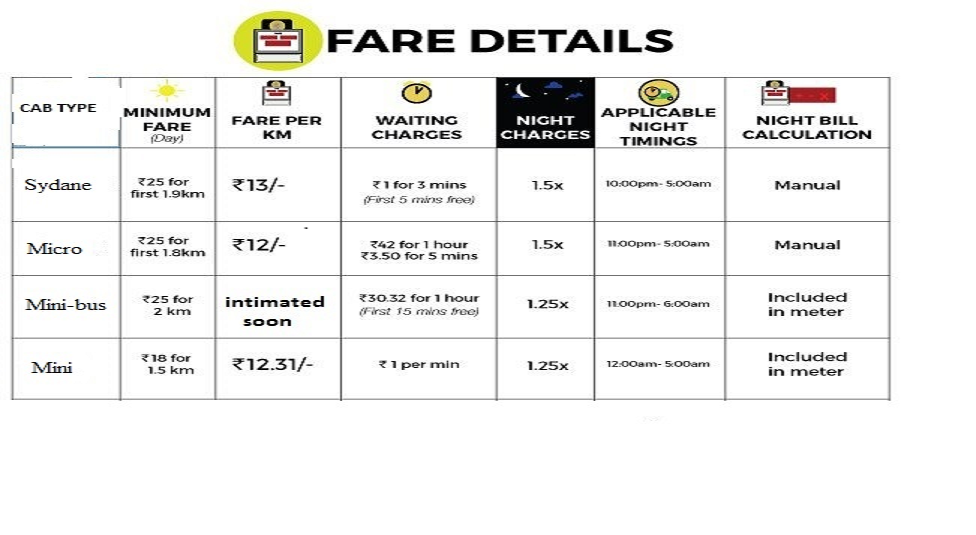 FARE DETAILS
CAB TYPE
MINIMUM
FARE
(Day)
FARE PER
KM
WAITING
CHARGES
NIGHT
CHARGES
APPLICABLE
NIGHT
TIMINGS
NIGHT BILL
CALCULATION
Sydane
₹25 for
first 1.9km
₹13/-
₹1 for 3 mins
(First 5 mins free)
1.5x
10:00pm- 5:00am
Manual
Micro
₹25 for
first 1.8km
₹12/-
₹42 for 1 hour
₹3.50 for 5 mins
1.5x
11:00pm- 5:00am
Manual
Mini-bus
₹25 for
2 km
intimated
soon
₹30.32 for 1 hour
(First 15 mins free)
1.25x
11:00pm- 6:00am
Included
in meter
Mini
₹18 for
1.5 km
₹12.31/-
₹1 per min
1.25x
12:00am- 5:00am
Included
in meter